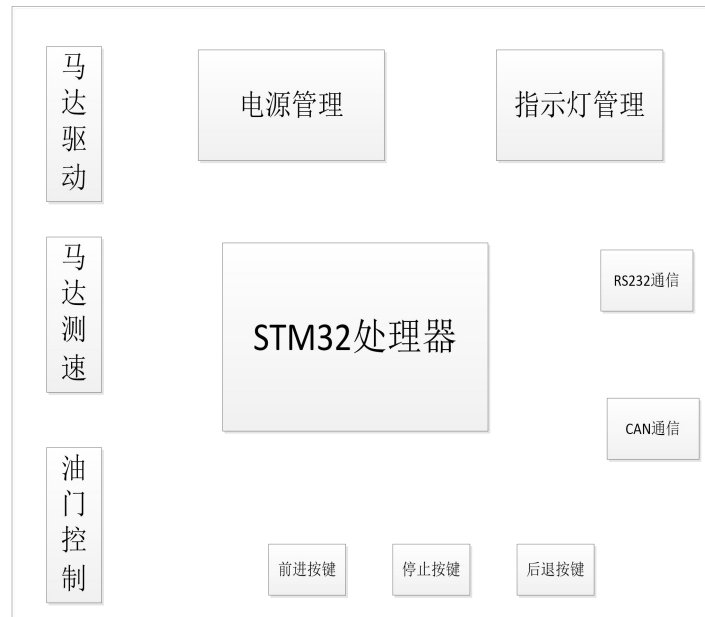 马达驱动
电源管理
指示灯管理
马达测速
STM32处理器
RS232通信
CAN通信
油门控制
前进按键
停止按键
后退按键